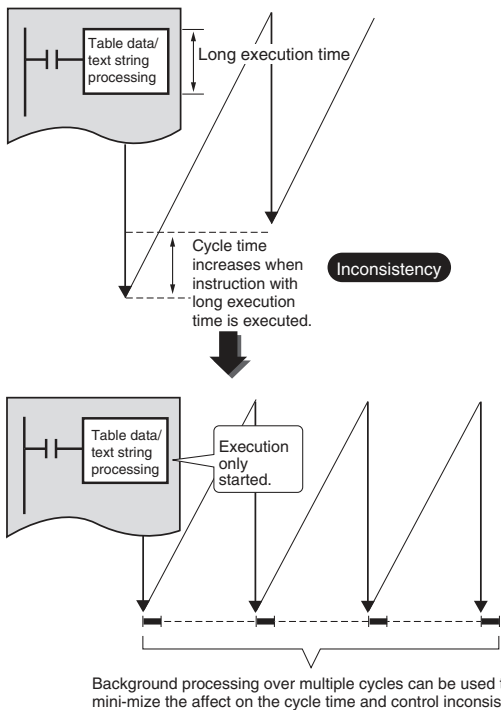 Table data/
text string
processing
Long execution time
Cycle time
increases when
instruction with
long execution
time is executed.
Inconsistency
Table data/
text string
processing
Execution
only
started.
Background processing over multiple cycles can be used
mini-mize the affect on the cycle time and control